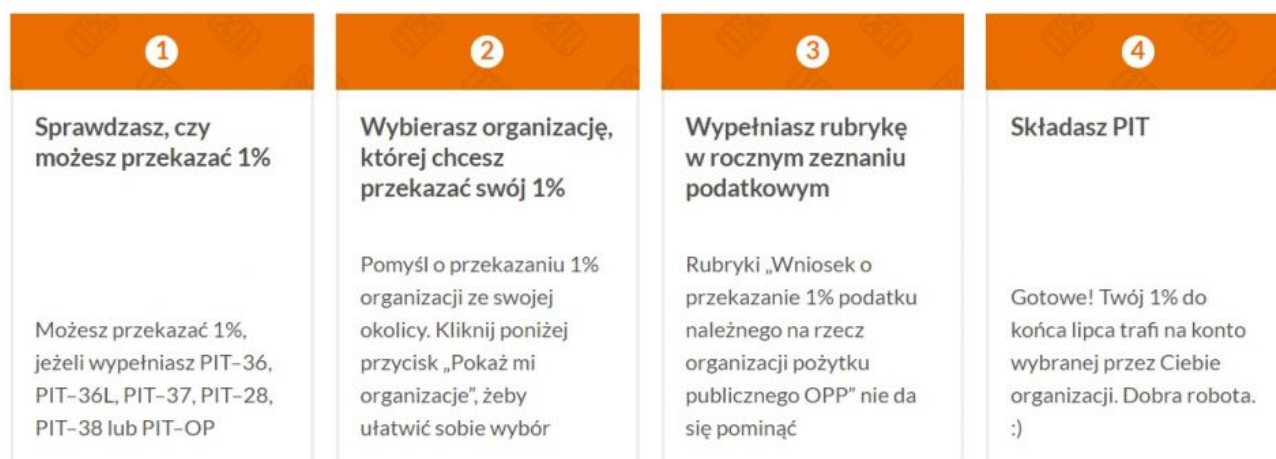 1
Sprawdzasz, czy
możesz przekazać 1%
Możesz przekazać 1%,
jeżeli wypełniasz PIT–36,
PIT–36L, PIT–37, PIT–28,
PIT–38 lub PIT–OP
2
Wybierasz organizację,
której chcesz
przekazać swój 1%
Pomyśl o przekazaniu 1%
organizacji ze swojej
okolicy. Kliknij poniżej
przycisk „Pokaż mi
organizacje”, żeby
ułatwić sobie wybór
3
Wypełniasz rubrykę
w rocznym zeznaniu
podatkowym
Rubryki „Wniosek o
przekazanie 1% podatku
należnego na rzecz
organizacji pożytku
publicznego OPP” nie da
się pominąć
4
Składasz PIT
Gotowe! Twój 1% do
końca lipca trafi na konto
wybranej przez Ciebie
organizacji. Dobra robota.
:)